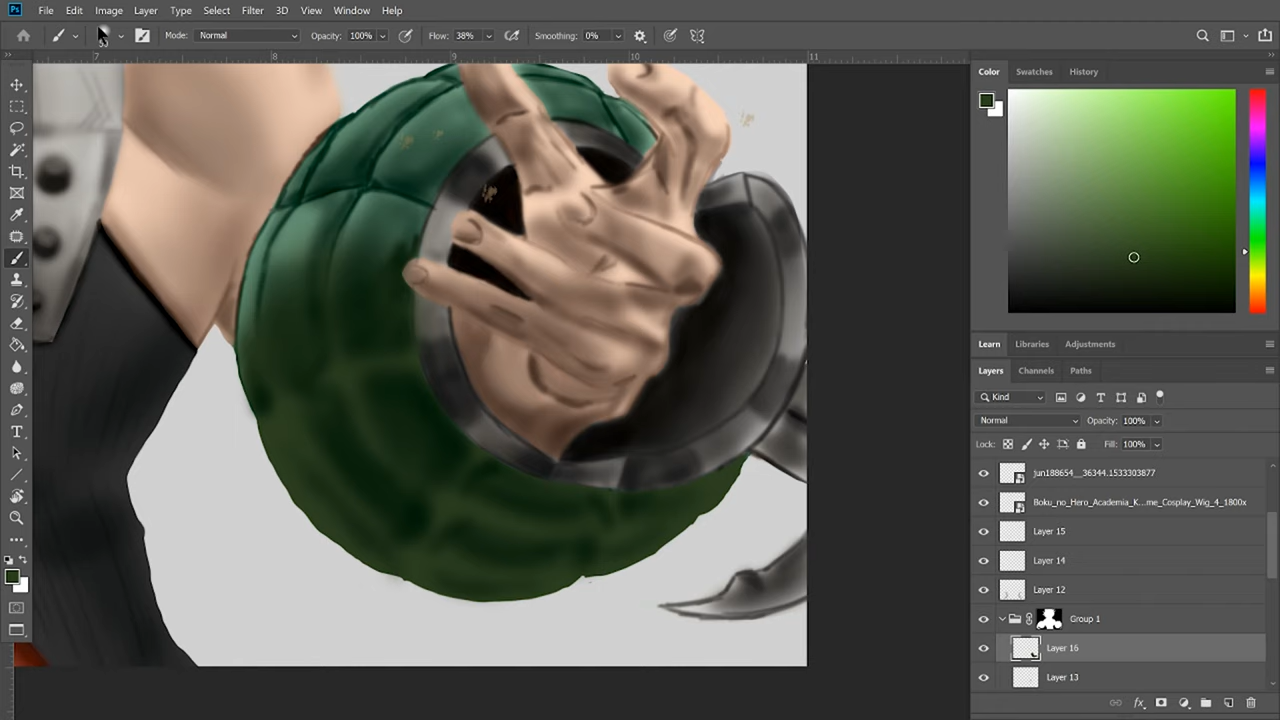 Ps File Edit Image Layer Type Select Filter 3D View Window Help
Mode: Normal Opacity: 100% Flow: 38% Smoothing: 0%
7 8 9 10 11
Color Swatches History
Learn Libraries Adjustments
Layers Channels Paths
Kind
Normal Opacity: 100%
Lock: Fill: 100%
jun188654__36344.1533303877
Boku_no_Hero_Academia_K...me_Cosplay_Wig_4_1800x
Layer 15
Layer 14
Layer 12
Group 1
Layer 16
Layer 13